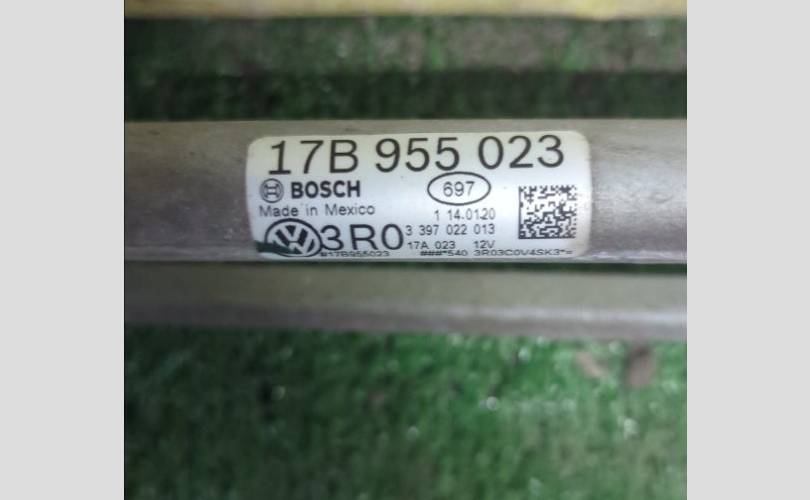 17B 955 023
BOSCH 697
Made in Mexico 1 14.01.20
3R0 3 397 022 013
17A 023 12V
#17B955023 ###*540 3R03C0V4SK3*=